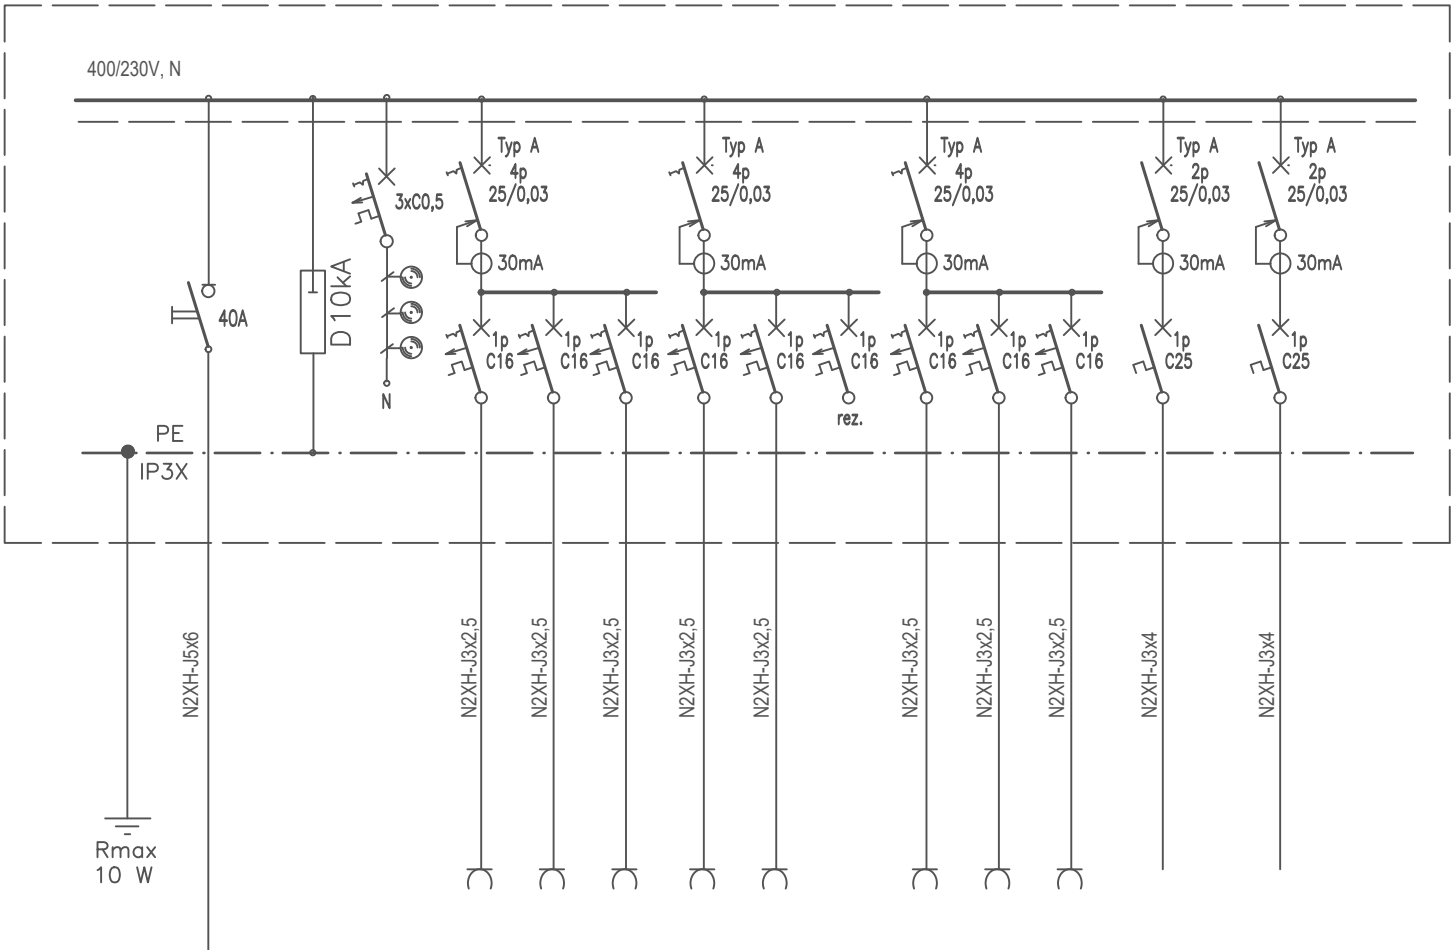 400/230V, N
Typ A
4p
25/0,03
Typ A
4p
25/0,03
Typ A
4p
25/0,03
Typ A
2p
25/0,03
Typ A
2p
25/0,03
3xC0,5
30mA
30mA
30mA
30mA
30mA
D 10kA
40A
1p
C16
1p
C16
1p
C16
1p
C16
1p
C16
1p
C16
1p
C16
1p
C16
1p
C16
1p
C25
1p
C25
N
rez.
PE
IP3X
N2XH-J5x6
N2XH-J3x2,5
N2XH-J3x2,5
N2XH-J3x2,5
N2XH-J3x2,5
N2XH-J3x2,5
N2XH-J3x2,5
N2XH-J3x2,5
N2XH-J3x2,5
N2XH-J3x4
N2XH-J3x4
Rmax
10 W